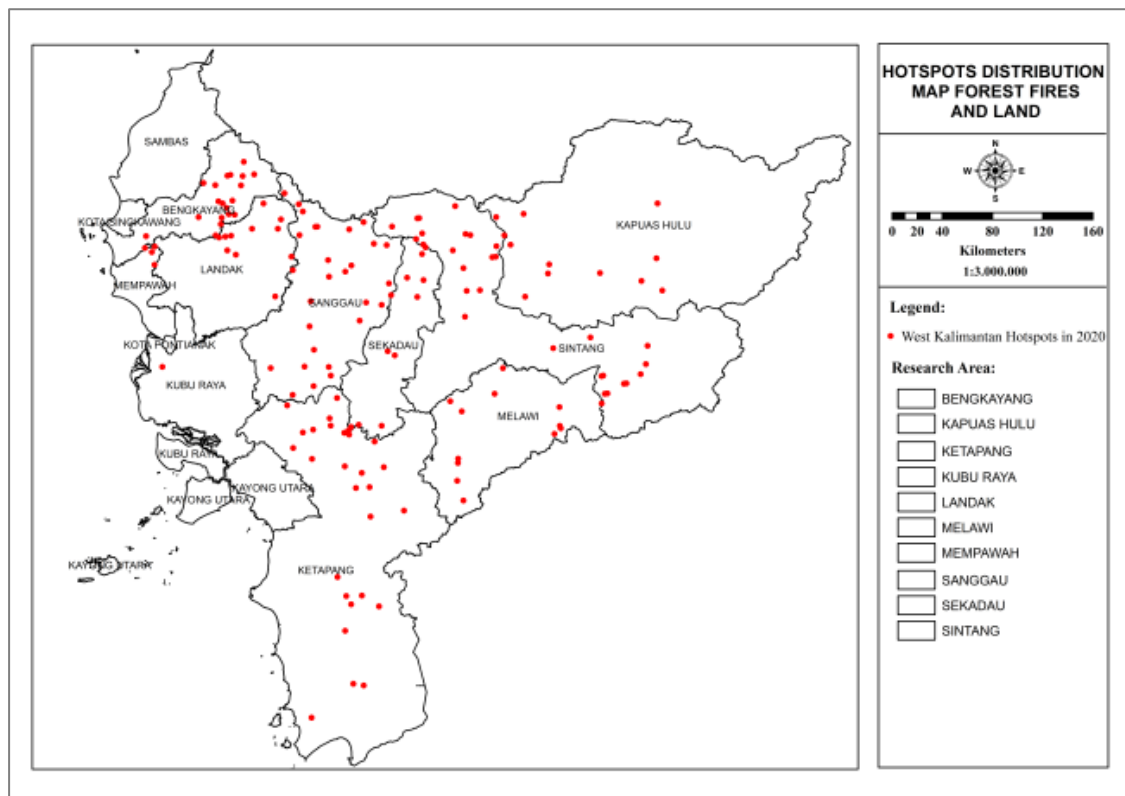 SAMBAS
BENGKAYANG
KOTA SINGKAWANG
KAPUAS HULU
LANDAK
MEMPAWAH
SANGGAU
KOTA PONTIANAK
SEKADAU
SINTANG
KUBU RAYA
MELAWI
KUBU RAYA
KAYONG UTARA
KAYONG UTARA
KAYONG UTARA
KETAPANG
HOTSPOTS DISTRIBUTION
MAP FOREST FIRES
AND LAND
N
W E
S
0 20 40 80 120 160
Kilometers
1:3.000.000
Legend:
West Kalimantan Hotspots in 2020
Research Area:
BENGKAYANG
KAPUAS HULU
KETAPANG
KUBU RAYA
LANDAK
MELAWI
MEMPAWAH
SANGGAU
SEKADAU
SINTANG